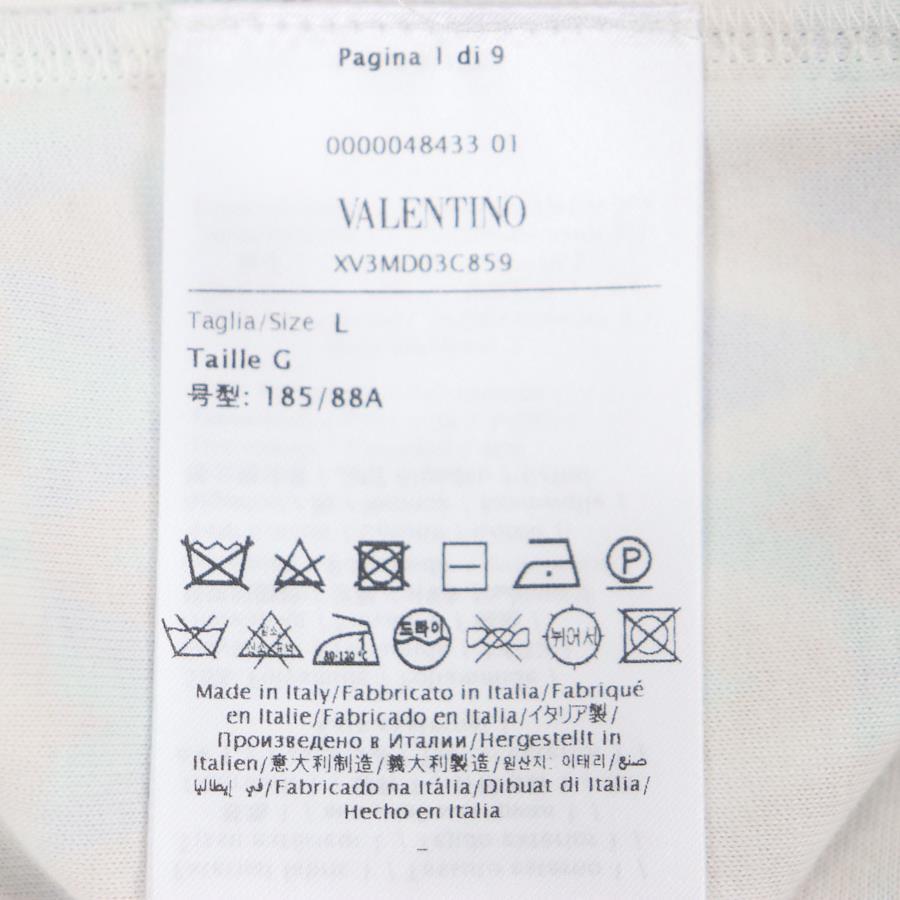 Pagina 1 di 9
0000048433 01
VALENTINO
XV3MD03C859
Taglia/Size L
Taille G
号型: 185/88A
P
드라이
80-120 ℃
뉘어서
Made in Italy/Fabbricato in Italia/Fabriqué
en Italie/Fabricado en Italia/イタリア製/
Произведено в Италии/Hergestellt in
Italien/意大利制造/義大利製造/원산지: 이태리/صنع
في إيطاليا/Fabricado na Itália/Dibuat di Italia/
Hecho en Italia